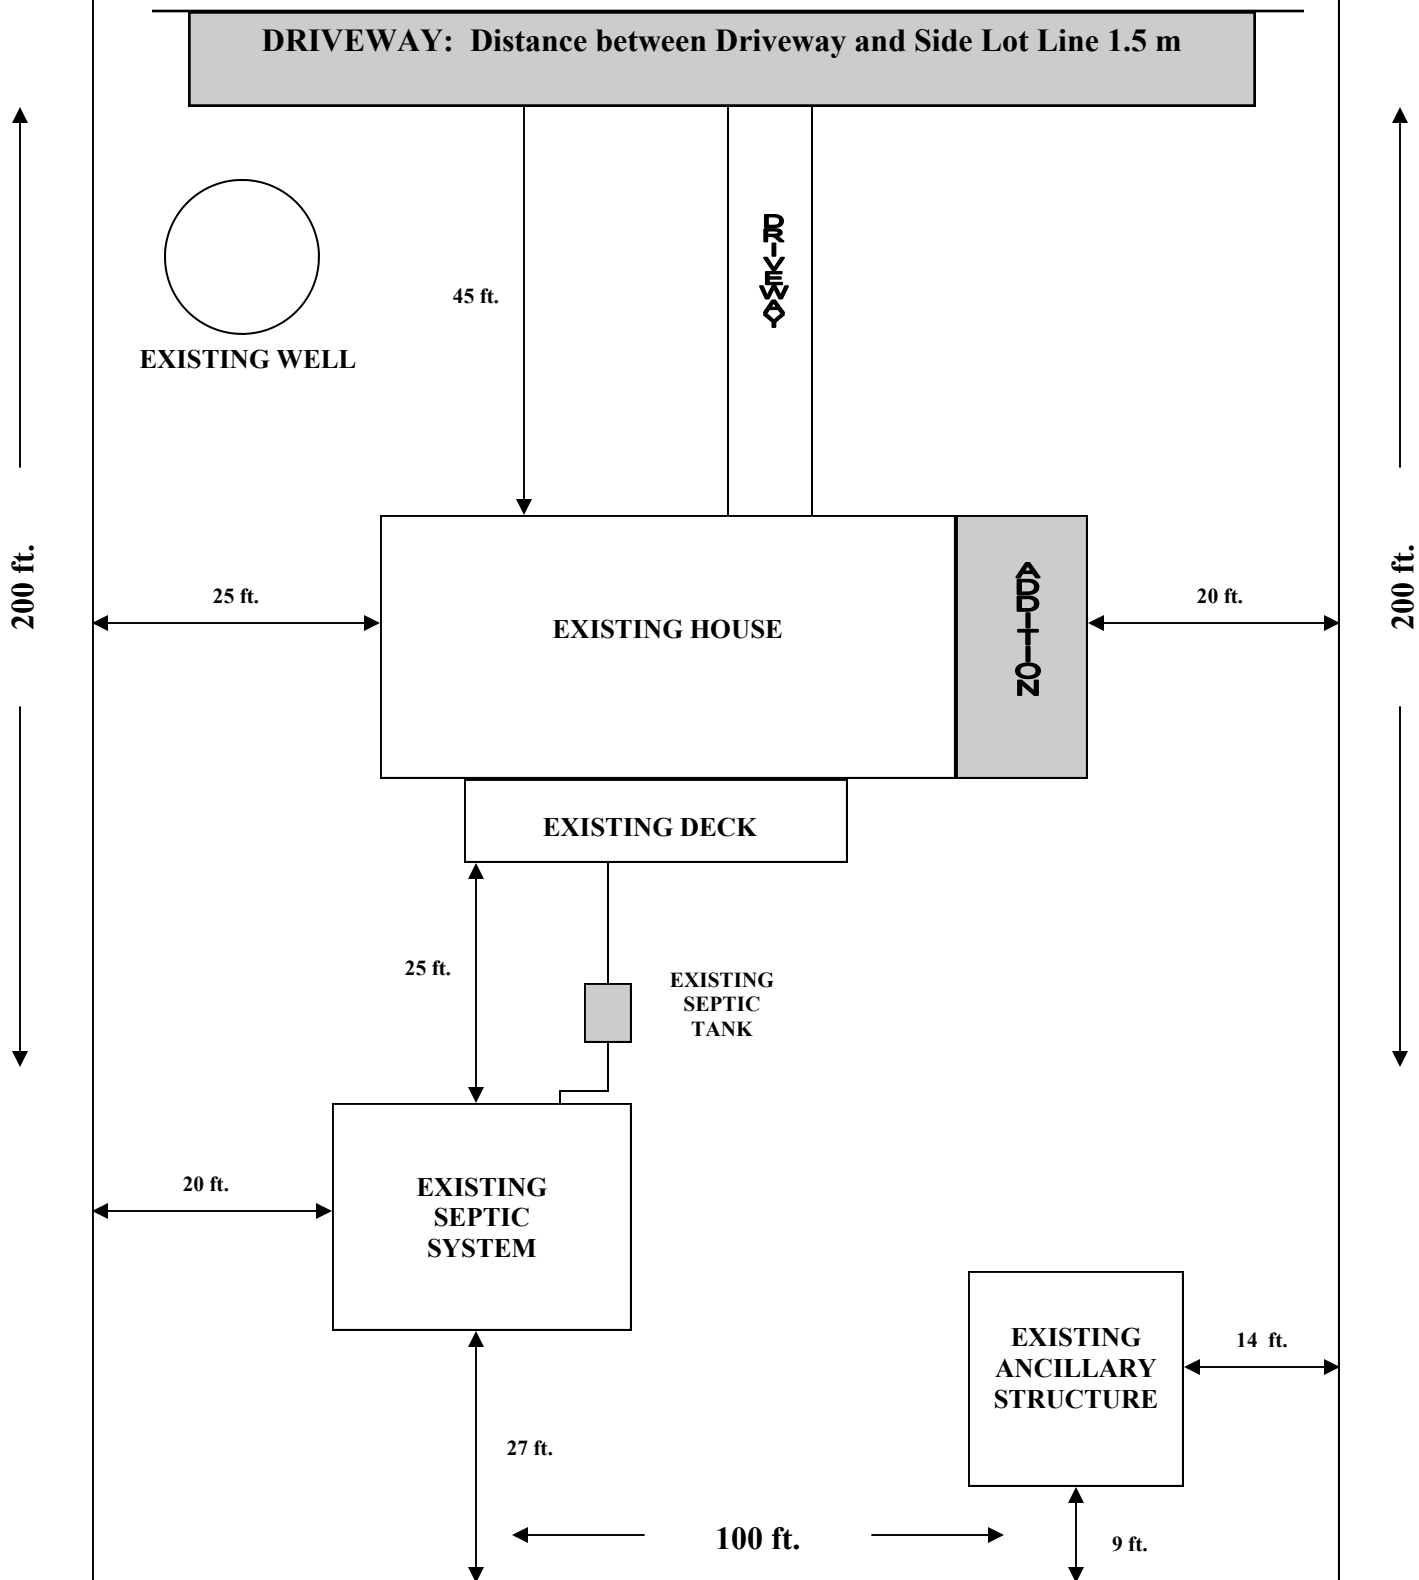 DRIVEWAY: Distance between Driveway and Side Lot Line 1.5 m
DRIVEWAY
45 ft.
EXISTING WELL
200 ft.
200 ft.
25 ft.
EXISTING HOUSE
ADDITION
20 ft.
EXISTING DECK
25 ft.
EXISTING
SEPTIC
TANK
20 ft.
EXISTING
SEPTIC
SYSTEM
EXISTING
ANCILLARY
STRUCTURE
14 ft.
27 ft.
100 ft.
9 ft.